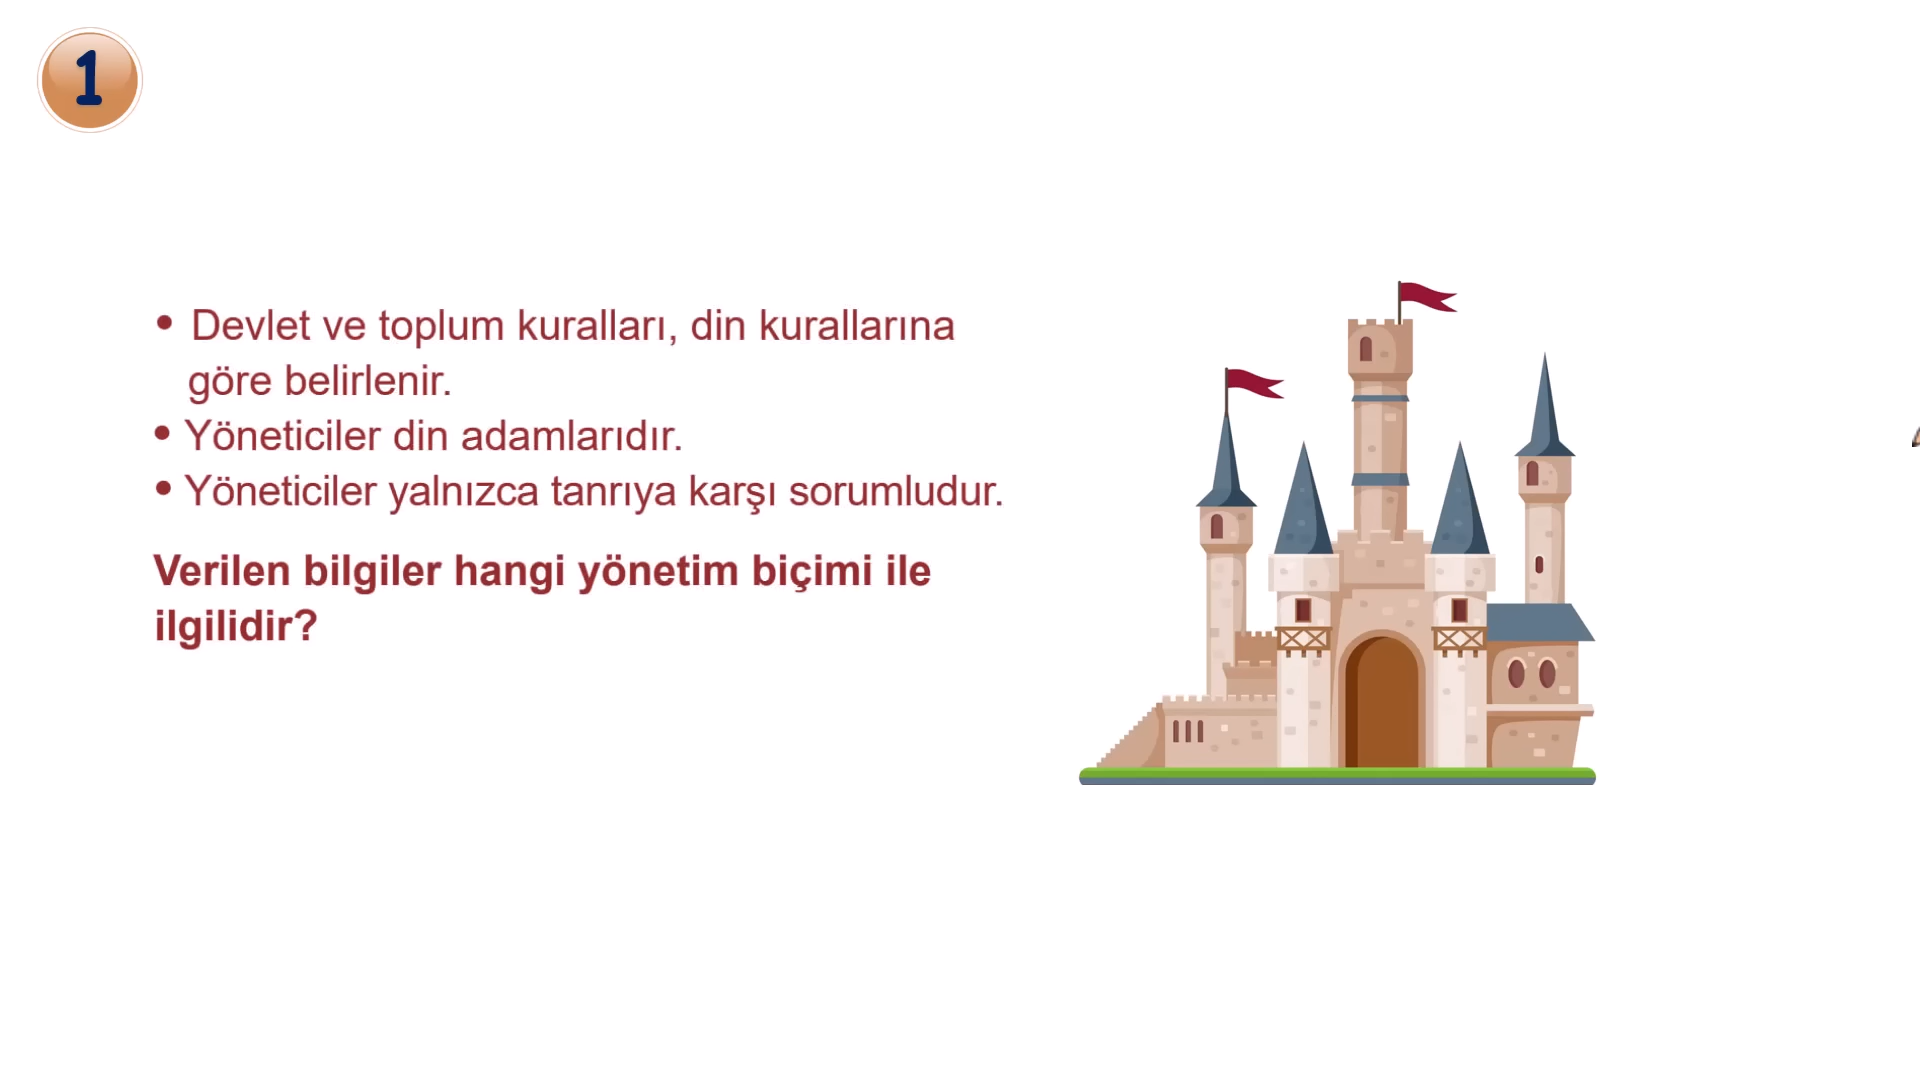 1
• Devlet ve toplum kuralları, din kurallarına
göre belirlenir.
• Yöneticiler din adamlarıdır.
• Yöneticiler yalnızca tanrıya karşı sorumludur.
Verilen bilgiler hangi yönetim biçimi ile
ilgilidir?